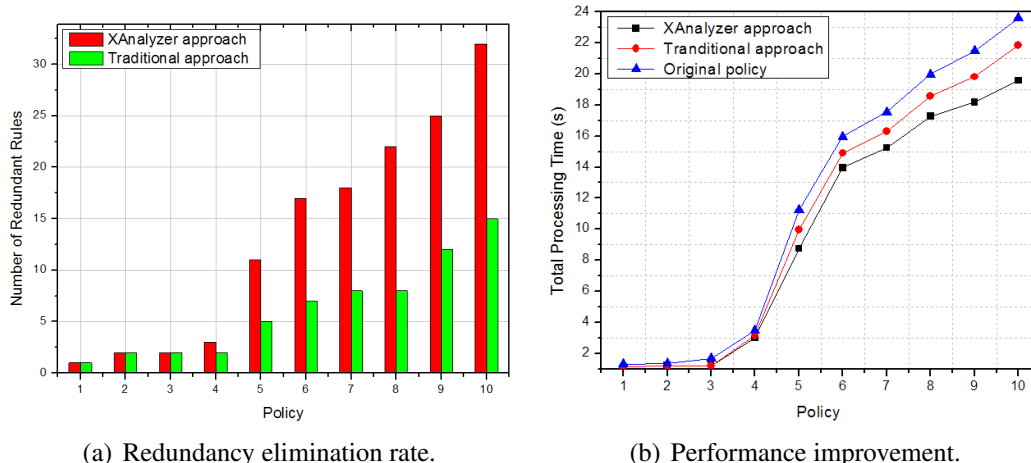 XAnalyzer approach
Traditional approach
Number of Redundant Rules
30
25
20
15
10
5
0
1 2 3 4 5 6 7 8 9 10
Policy
(a) Redundancy elimination rate.
XAnalyzer approach
Tranditional approach
Original policy
Total Processing Time (s)
24
22
20
18
16
14
12
10
8
6
4
2
1 2 3 4 5 6 7 8 9 10
Policy
(b) Performance improvement.